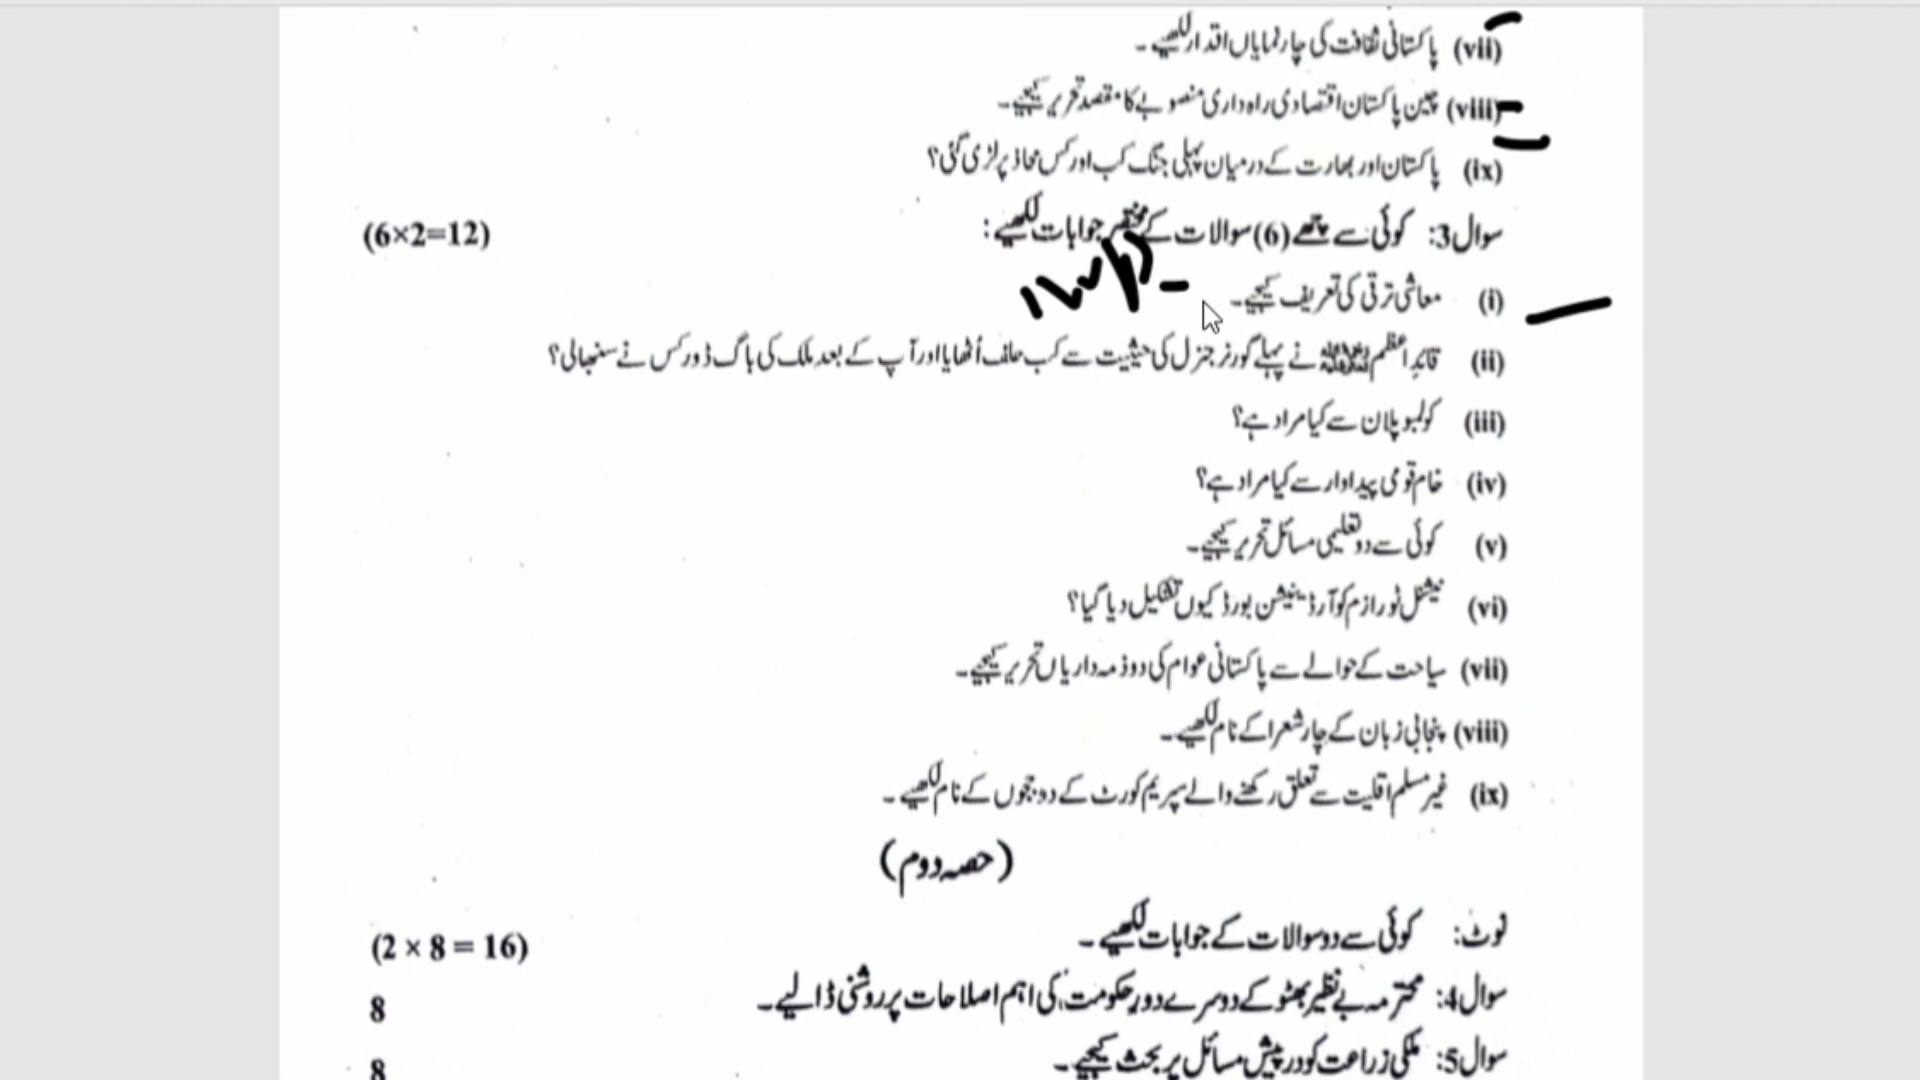 (vii) پاکستانی ثقافت کی چار نمایاں اقدار لکھیے۔
(viii) چین پاکستان اقتصادی راہ داری منصوبے کا مقصد تحریر کیجیے۔
(ix) پاکستان اور بھارت کے درمیان پہلی جنگ کب اور کس محاذ پر لڑی گئی؟
سوال 3: کوئی سے چھے (6) سوالات کے مختصر جوابات لکھیے: (6×2=12)
(i) معاشی ترقی کی تعریف کیجیے۔
(ii) قائدِ اعظم نے پہلے گورنر جنرل کی حیثیت سے کب حلف اُٹھایا اور آپ کے بعد ملک کی باگ ڈور کس نے سنبھالی؟
(iii) کولمبو پلان سے کیا مراد ہے؟
(iv) خام قومی پیداوار سے کیا مراد ہے؟
(v) کوئی سے دو تعلیمی مسائل تحریر کیجیے۔
(vi) نیشنل ٹورازم کوآرڈینیشن بورڈ کیوں تشکیل دیا گیا؟
(vii) سیاحت کے حوالے سے پاکستانی عوام کی دو ذمہ داریاں تحریر کیجیے۔
(viii) پنجابی زبان کے چار شعرا کے نام لکھیے۔
(ix) غیر مسلم اقلیت سے تعلق رکھنے والے سپریم کورٹ کے دو ججوں کے نام لکھیے۔
(حصہ دوم)
نوٹ: کوئی سے دو سوالات کے جوابات لکھیے۔ (2 × 8 = 16)
سوال 4: محترمہ بے نظیر بھٹو کے دوسرے دورِ حکومت کی اہم اصلاحات پر روشنی ڈالیے۔ 8
سوال 5: ملکی زراعت کو درپیش مسائل پر بحث کیجیے۔ 8